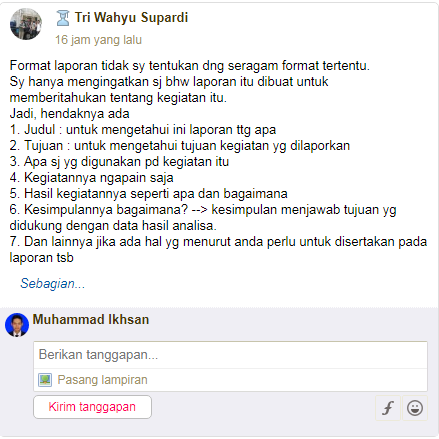 Tri Wahyu Supardi
16 jam yang lalu
Format laporan tidak sy tentukan dng seragam format tertentu.
Sy hanya mengingatkan sj bhw laporan itu dibuat untuk
memberitahukan tentang kegiatan itu.
Jadi, hendaknya ada
1. Judul : untuk mengetahui ini laporan ttg apa
2. Tujuan : untuk mengetahui tujuan kegiatan yg dilaporkan
3. Apa sj yg digunakan pd kegiatan itu
4. Kegiatannya ngapain saja
5. Hasil kegiatannya seperti apa dan bagaimana
6. Kesimpulannya bagaimana? --> kesimpulan menjawab tujuan yg
didukung dengan data hasil analisa.
7. Dan lainnya jika ada hal yg menurut anda perlu untuk disertakan pada
laporan tsb
Sebagian...
Muhammad Ikhsan
Berikan tanggapan...
Pasang lampiran
Kirim tanggapan